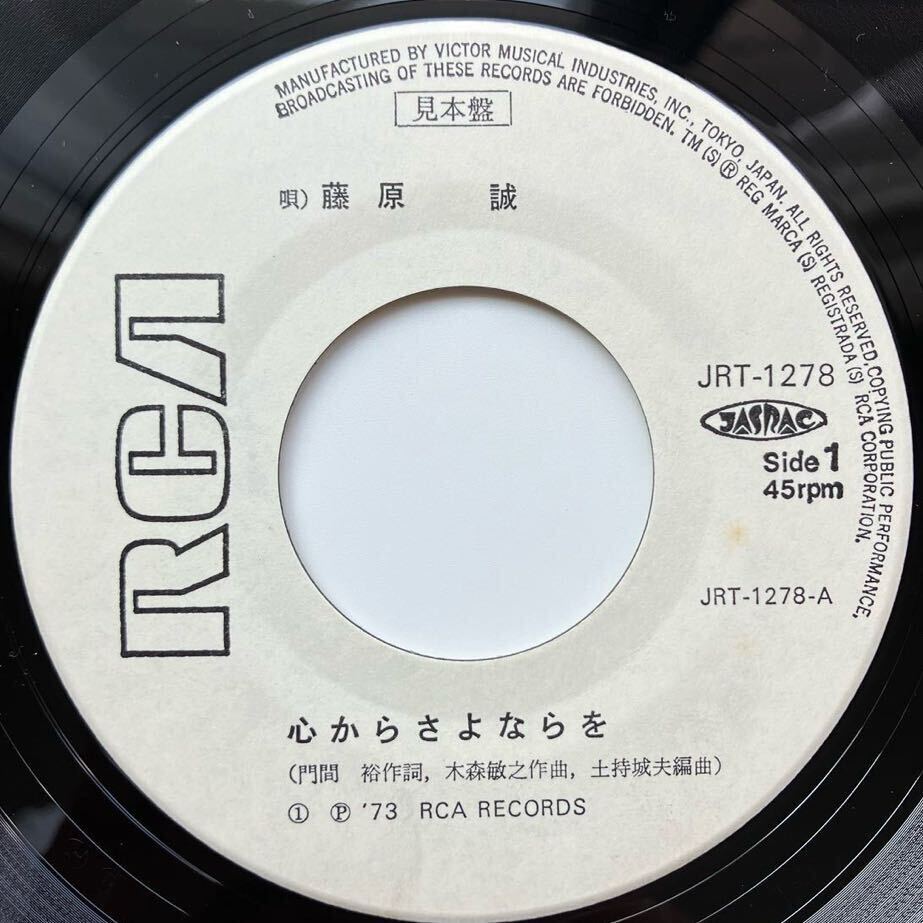 MANUFACTURED BY VICTOR MUSICAL INDUSTRIES, INC., TOKYO, JAPAN. ALL RIGHTS RESERVED, COPYING PUBLIC PERFORMANCE,
BROADCASTING OF THESE RECORDS ARE FORBIDDEN. TM(S)® REG MARCA(S) REGISTRADA(S) RCA CORPORATION.
見本盤
唄) 藤原 誠
RCA
JRT-1278
JASRAC
Side 1
45rpm
JRT-1278-A
心からさよならを
(門間 裕作詞, 木森敏之作曲, 土持城夫編曲)
① Ⓟ '73 RCA RECORDS